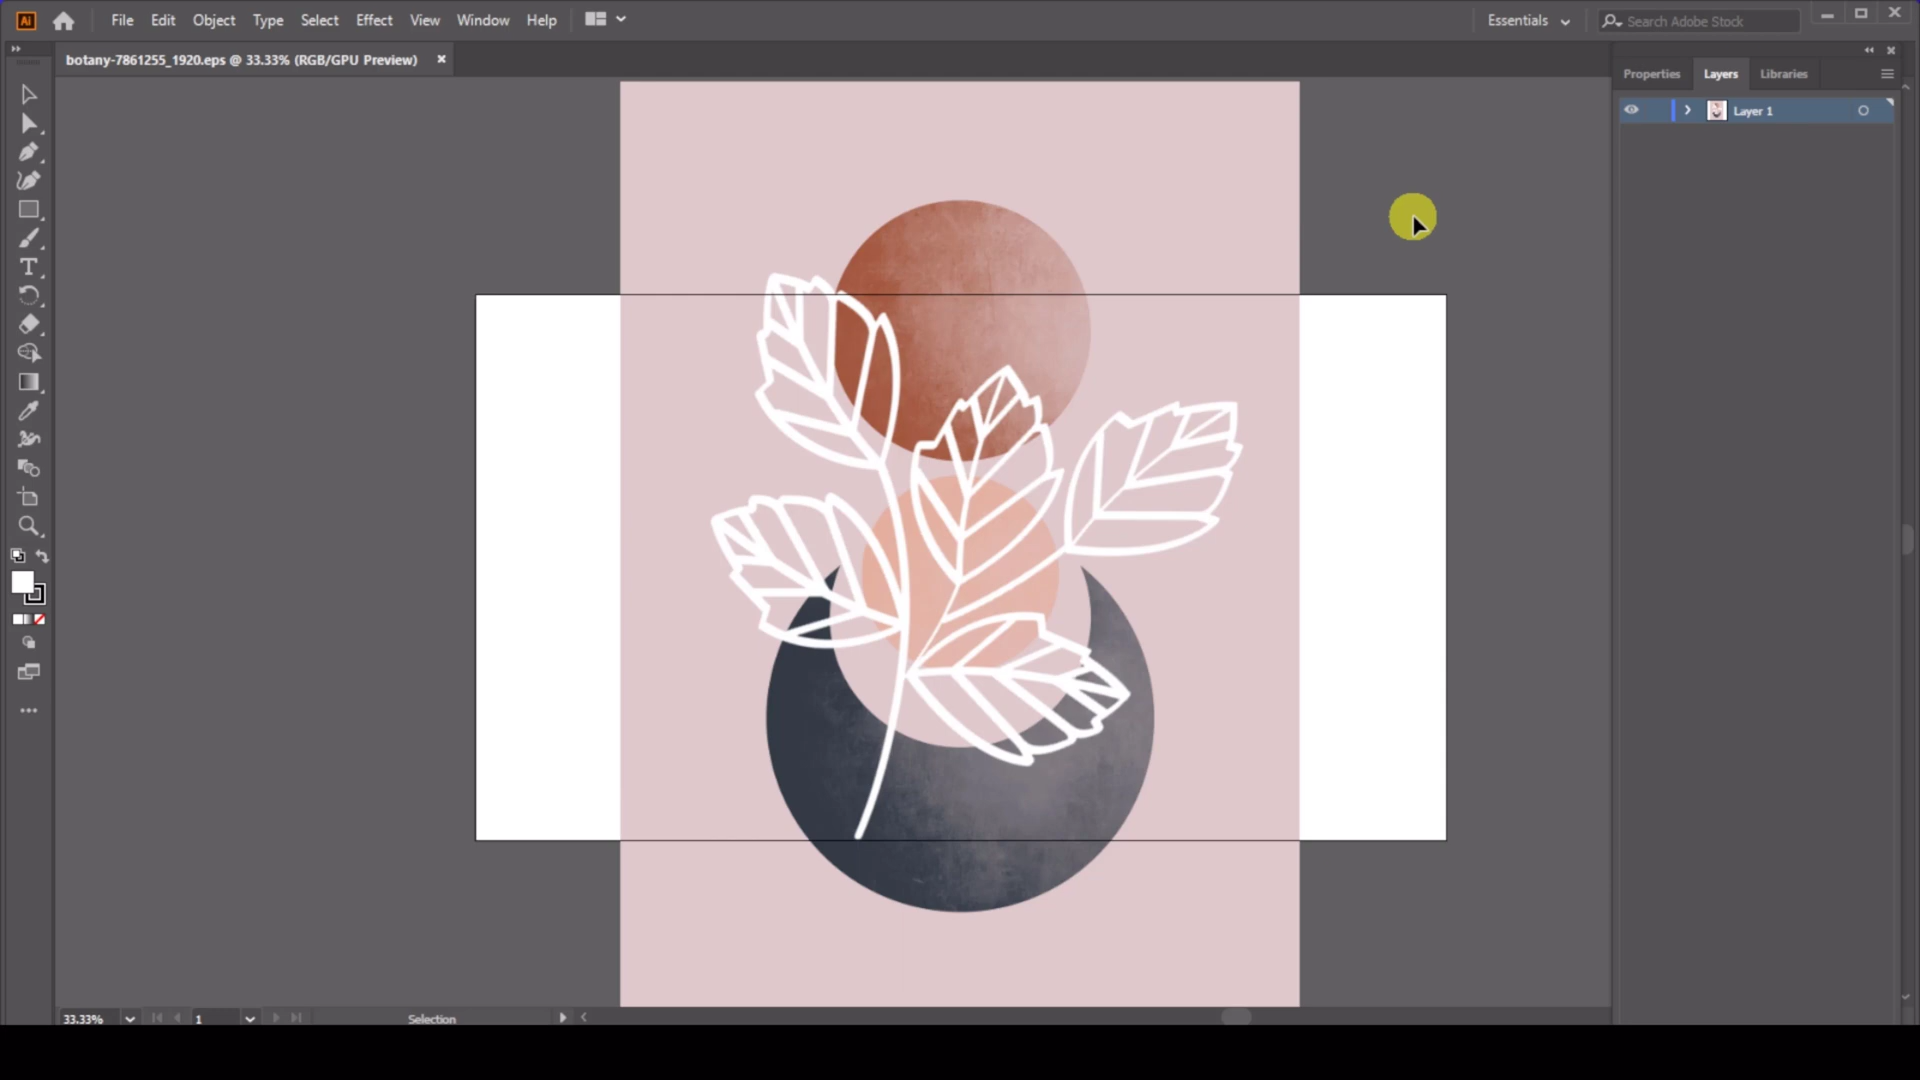 Ai File Edit Object Type Select Effect View Window Help Essentials Search Adobe Stock
botany-7861255_1920.eps @ 33.33% (RGB/GPU Preview)
Properties Layers Libraries
Layer 1
33.33% 1 Selection